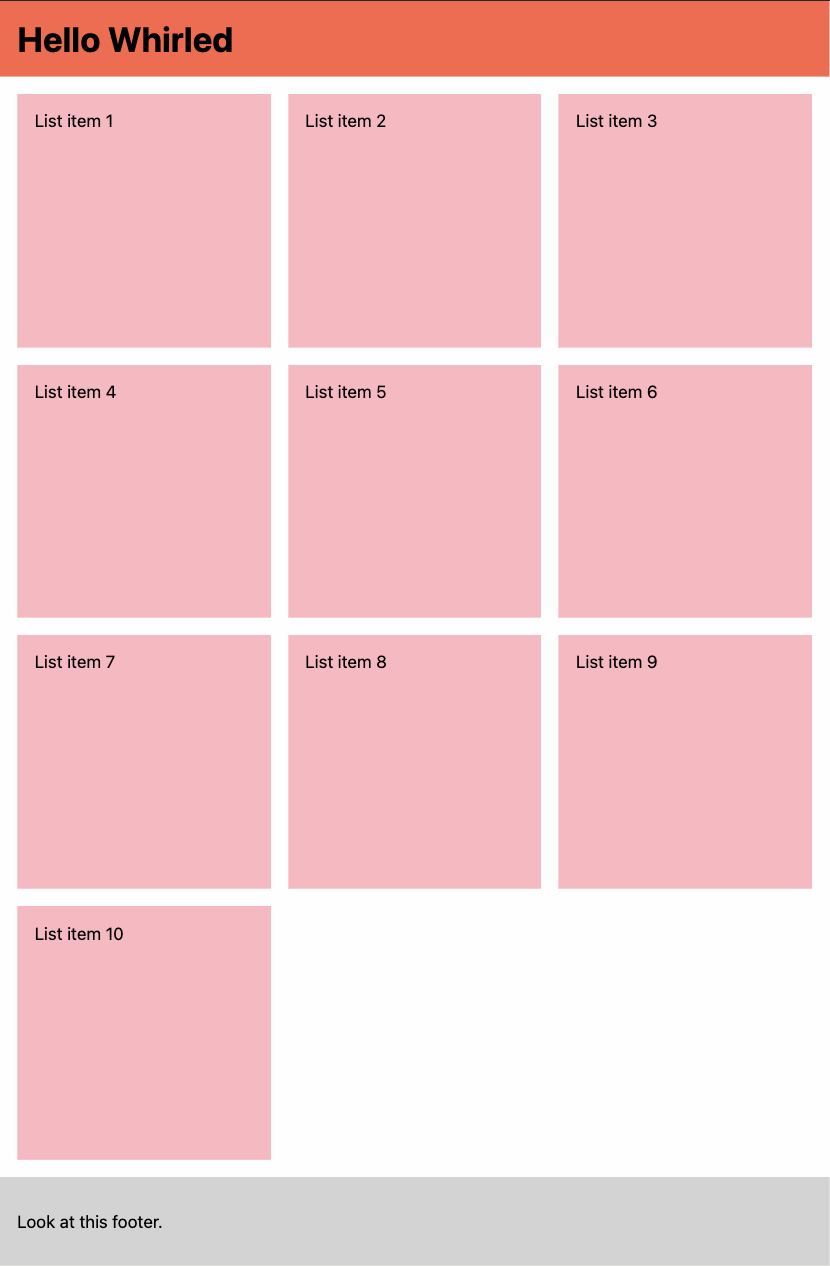 Hello Whirled
List item 1
List item 2
List item 3
List item 4
List item 5
List item 6
List item 7
List item 8
List item 9
List item 10
Look at this footer.